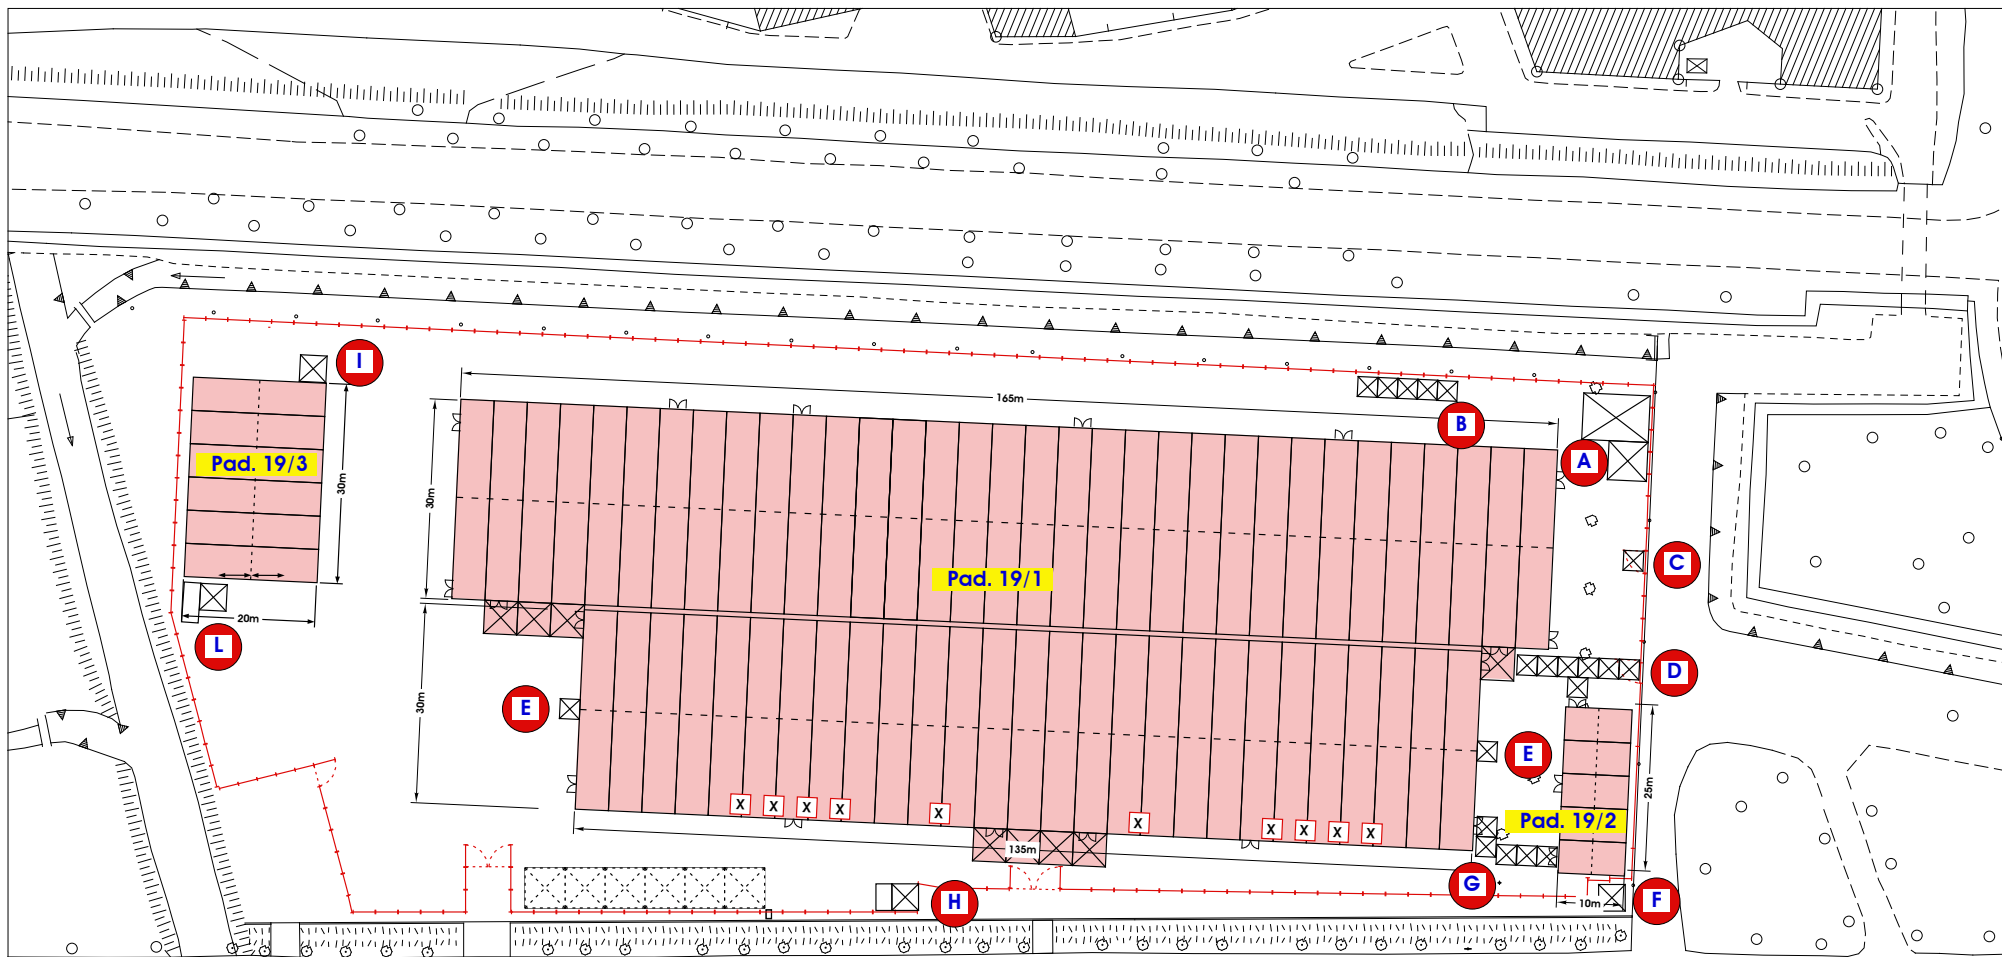 I
165m
B
A
Pad. 19/3
30m
30m
C
Pad. 19/1
20m
L
D
30m
E
E
25m
X X X X X X X X X X
Pad. 19/2
135m
G
H
10m
F